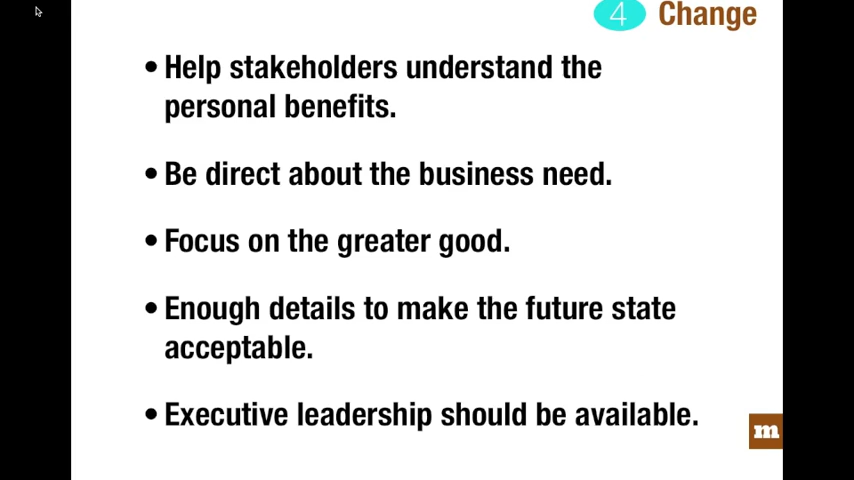 4 Change
• Help stakeholders understand the
personal benefits.
• Be direct about the business need.
• Focus on the greater good.
• Enough details to make the future state
acceptable.
• Executive leadership should be available.
m